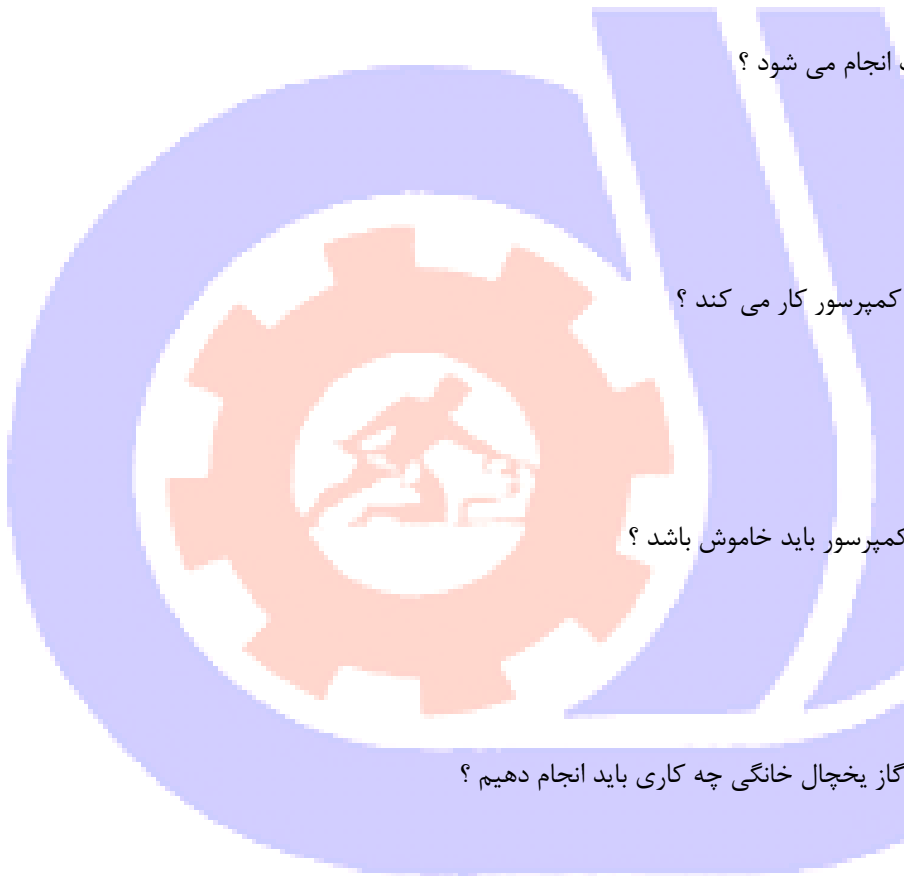 انجام می شود ؟
کمپرسور کار می کند ؟
کمپرسور باید خاموش باشد ؟
گاز یخچال خانگی چه کاری باید انجام دهیم ؟